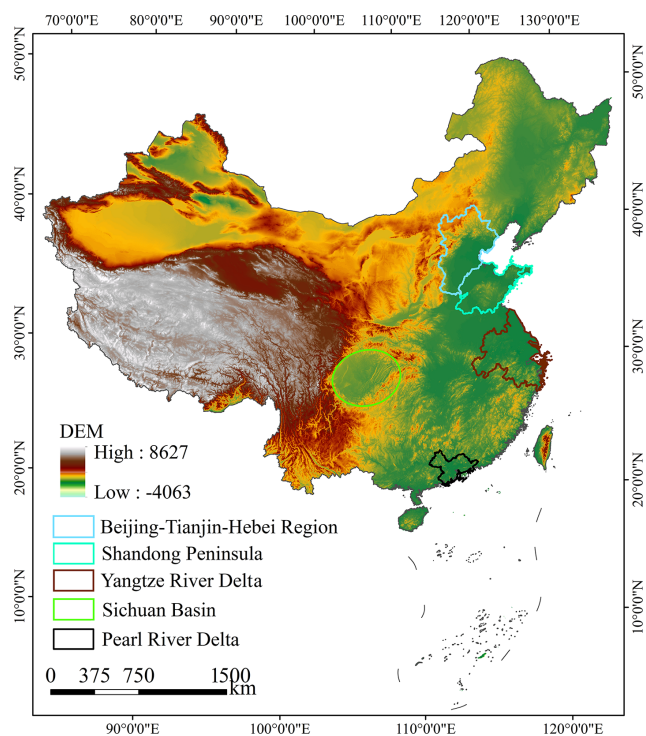 70°0'0"E 80°0'0"E 90°0'0"E 100°0'0"E 110°0'0"E 120°0'0"E 130°0'0"E
50°0'0"N
50°0'0"N
40°0'0"N
40°0'0"N
30°0'0"N
30°0'0"N
DEM
High : 8627
Low : -4063
20°0'0"N
20°0'0"N
Beijing-Tianjin-Hebei Region
Shandong Peninsula
Yangtze River Delta
Sichuan Basin
Pearl River Delta
10°0'0"N
10°0'0"N
0 375 750 1500
km
90°0'0"E 100°0'0"E 110°0'0"E 120°0'0"E